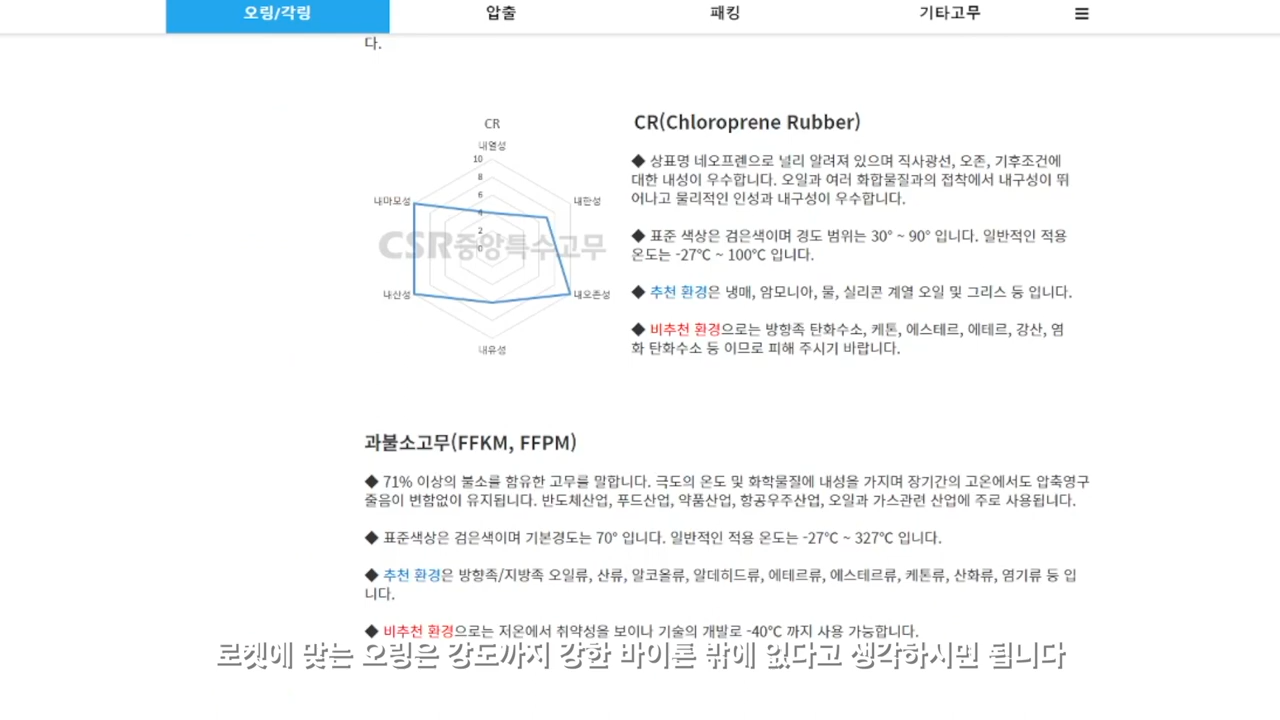 오링/각링 압출 패킹 기타고무
다.
CR
내열성
10
8
6
4
2
0
내마모성
내한성
내산성
내오존성
내유성
CSR중앙특수고무
CR(Chloroprene Rubber)
◆ 상표명 네오프렌으로 널리 알려져 있으며 직사광선, 오존, 기후조건에
대한 내성이 우수합니다. 오일과 여러 화합물질과의 접착에서 내구성이 뛰
어나고 물리적인 인성과 내구성이 우수합니다.
◆ 표준 색상은 검은색이며 경도 범위는 30° ~ 90° 입니다. 일반적인 적용
온도는 -27℃ ~ 100℃ 입니다.
◆ 추천 환경은 냉매, 암모니아, 물, 실리콘 계열 오일 및 그리스 등 입니다.
◆ 비추천 환경으로는 방향족 탄화수소, 케톤, 에스테르, 에테르, 강산, 염
화 탄화수소 등 이므로 피해 주시기 바랍니다.
과불소고무(FFKM, FFPM)
◆ 71% 이상의 불소를 함유한 고무를 말합니다. 극도의 온도 및 화학물질에 내성을 가지며 장기간의 고온에서도 압축영구
줄음이 변함없이 유지됩니다. 반도체산업, 푸드산업, 약품산업, 항공우주산업, 오일과 가스관련 산업에 주로 사용됩니다.
◆ 표준색상은 검은색이며 기본경도는 70° 입니다. 일반적인 적용 온도는 -27℃ ~ 327℃ 입니다.
◆ 추천 환경은 방향족/지방족 오일류, 산류, 알코올류, 알데히드류, 에테르류, 에스테르류, 케톤류, 산화류, 염기류 등 입
니다.
◆ 비추천 환경으로는 저온에서 취약성을 보이나 기술의 개발로 -40℃ 까지 사용 가능합니다.
로켓에 맞는 오링은 강도까지 강한 바이톤 밖에 없다고 생각하시면 됩니다